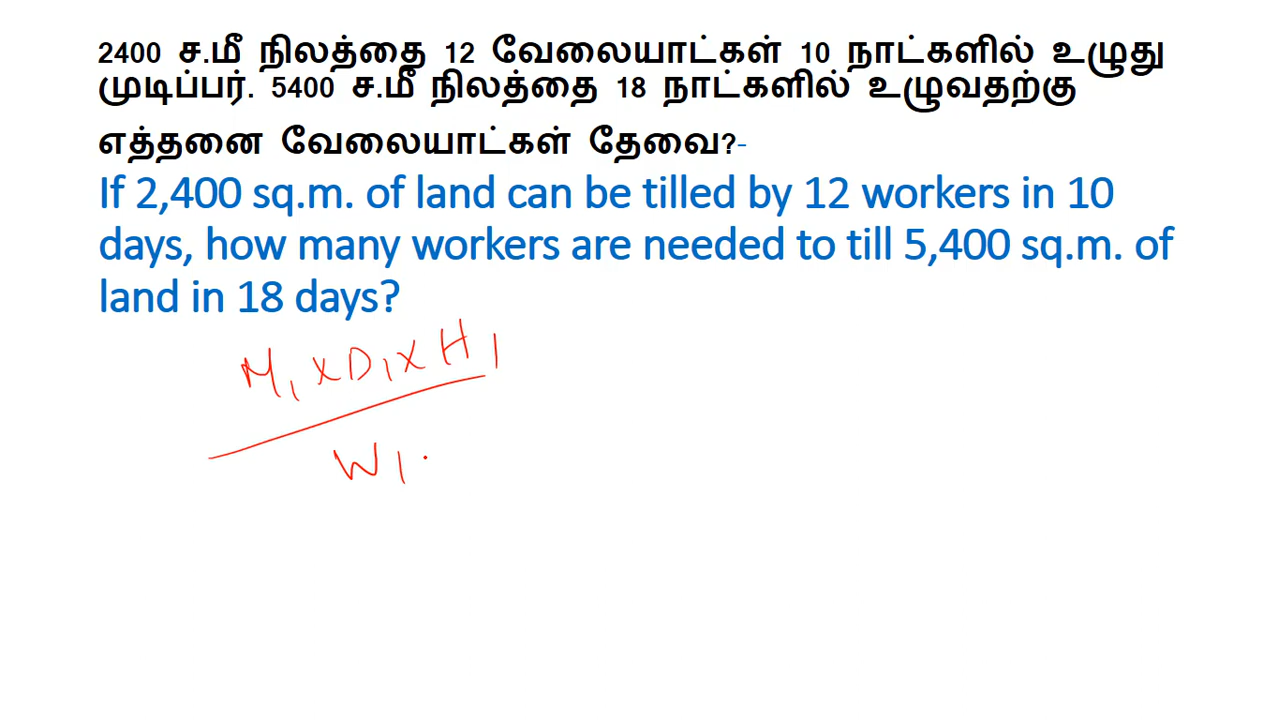 2400 ச.மீ நிலத்தை 12 வேலையாட்கள் 10 நாட்களில் உழுது
முடிப்பர். 5400 ச.மீ நிலத்தை 18 நாட்களில் உழுவதற்கு
எத்தனை வேலையாட்கள் தேவை?-
If 2,400 sq.m. of land can be tilled by 12 workers in 10
days, how many workers are needed to till 5,400 sq.m. of
land in 18 days?
M1 x D1 x H1
W1.